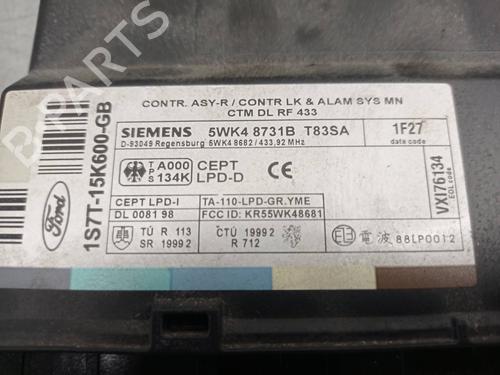 CONTR. ASY-R / CONTR LK & ALAM SYS MN
CTM DL RF 433
SIEMENS 5WK4 8731B T83SA
D-93049 Regensburg 5WK4 8682 / 433,92 MHz
1F27
date code
T A000
P
S 134K
CEPT
LPD-D
CEPT LPD-I
TA-110-LPD-GR.YME
DL 0081 98
FCC ID: KR55WK48681
TÚ R 113
SR 1999 2
CTÜ 1999 2
R 712
E 電波 88LP0012
VXI76134
EOL code
Ford
1S7T-15K600-GB
B-PARTS